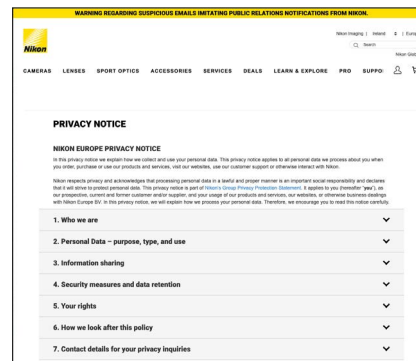 WARNING REGARDING SUSPICIOUS EMAILS IMITATING PUBLIC RELATIONS NOTIFICATIONS FROM NIKON.
Nikon
Nikon Imaging | Ireland | Europ
Search
Nikon Glob
CAMERAS LENSES SPORT OPTICS ACCESSORIES SERVICES DEALS LEARN & EXPLORE PRO SUPPO
PRIVACY NOTICE
NIKON EUROPE PRIVACY NOTICE
In this privacy notice we explain how we collect and use your personal data. This privacy notice applies to all personal data we process about you when
you order, purchase or use our products and services, visit our websites, use our customer support or otherwise interact with Nikon.
Nikon respects privacy and acknowledges that processing personal data in a lawful and proper manner is an important social responsibility and declares
that it will strive to protect personal data. This privacy notice is part of Nikon's Group Privacy Protection Statement. It applies to you (hereafter "you"), as
our prospective, current and former customer and/or supplier, and your usage of our products and services, our websites, or otherwise business dealings
with Nikon Europe BV. In this privacy notice, we will explain how we process your personal data. Therefore, we encourage you to read this notice carefully.
1. Who we are
2. Personal Data – purpose, type, and use
3. Information sharing
4. Security measures and data retention
5. Your rights
6. How we look after this policy
7. Contact details for your privacy inquiries